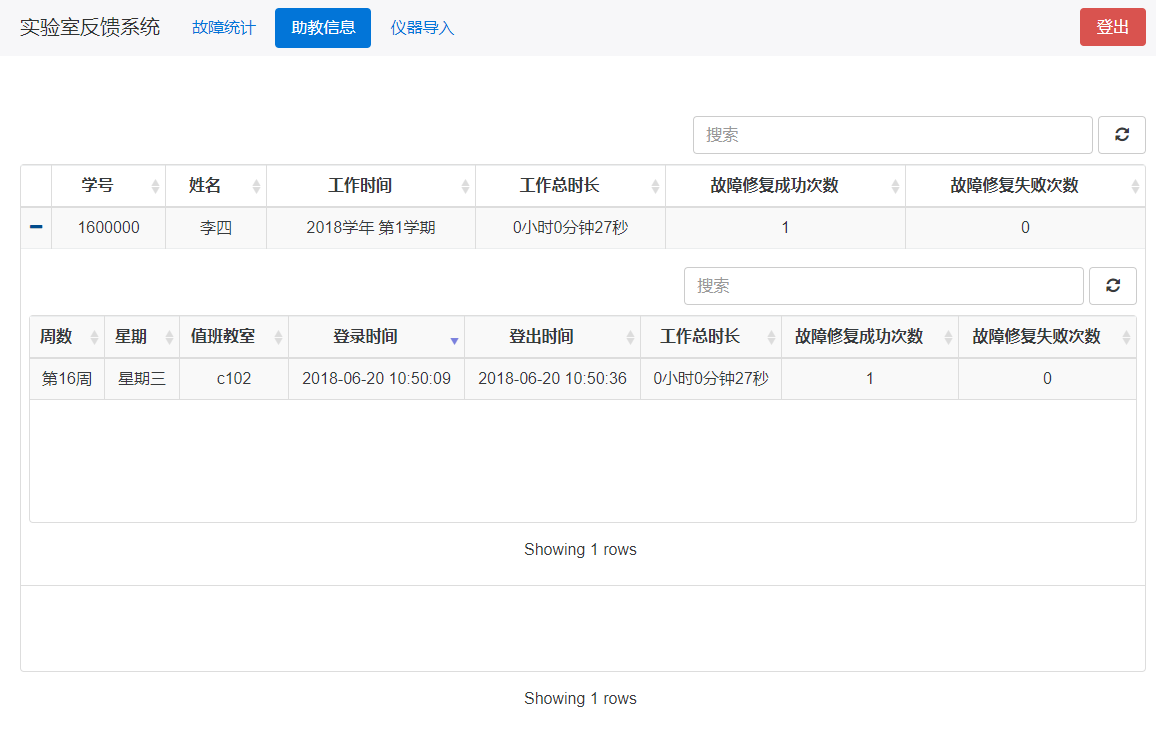 实验室反馈系统 故障统计 助教信息 仪器导入 登出
搜索
学号 姓名 工作时间 工作总时长 故障修复成功次数 故障修复失败次数
1600000 李四 2018学年 第1学期 0小时0分钟27秒 1 0
搜索
周数 星期 值班教室 登录时间 登出时间 工作总时长 故障修复成功次数 故障修复失败次数
第16周 星期三 c102 2018-06-20 10:50:09 2018-06-20 10:50:36 0小时0分钟27秒 1 0
Showing 1 rows
Showing 1 rows